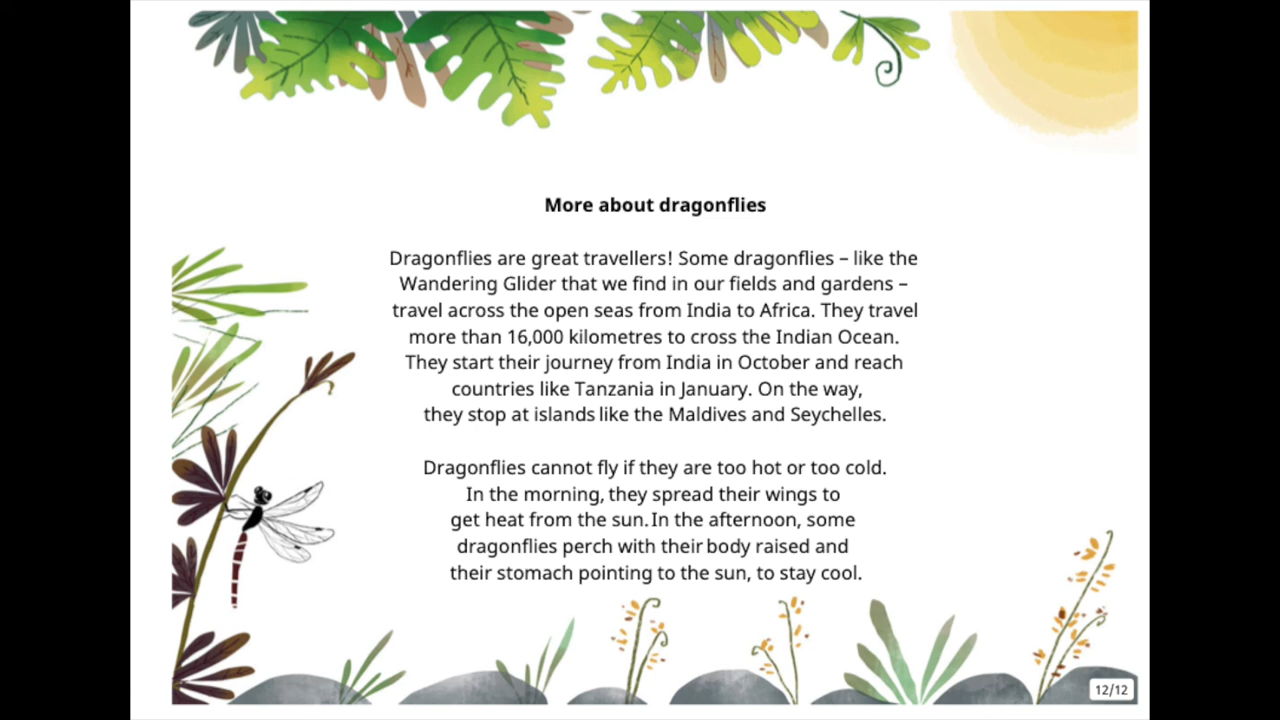 More about dragonflies
Dragonflies are great travellers! Some dragonflies – like the
Wandering Glider that we find in our fields and gardens –
travel across the open seas from India to Africa. They travel
more than 16,000 kilometres to cross the Indian Ocean.
They start their journey from India in October and reach
countries like Tanzania in January. On the way,
they stop at islands like the Maldives and Seychelles.
Dragonflies cannot fly if they are too hot or too cold.
In the morning, they spread their wings to
get heat from the sun. In the afternoon, some
dragonflies perch with their body raised and
their stomach pointing to the sun, to stay cool.
12/12